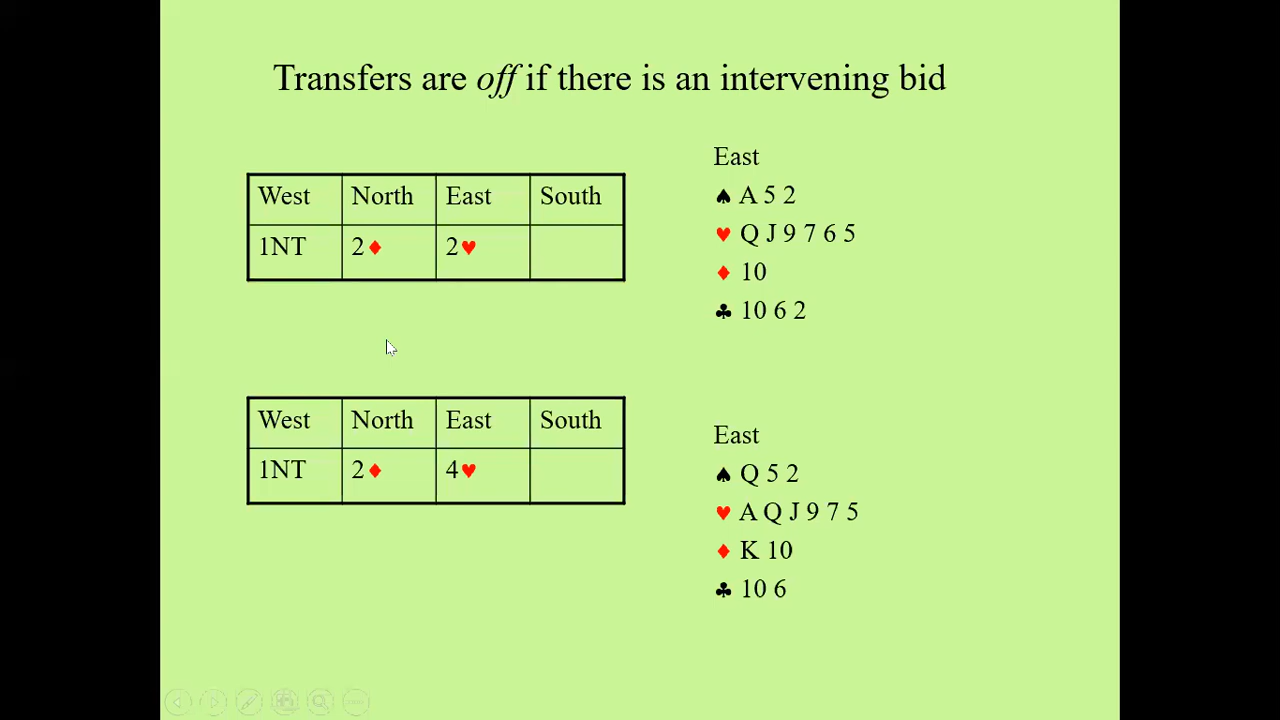 Transfers are off if there is an intervening bid
West North East South
1NT 2♦ 2♥
East
♠ A 5 2
♥ Q J 9 7 6 5
♦ 10
♣ 10 6 2
West North East South
1NT 2♦ 4♥
East
♠ Q 5 2
♥ A Q J 9 7 5
♦ K 10
♣ 10 6